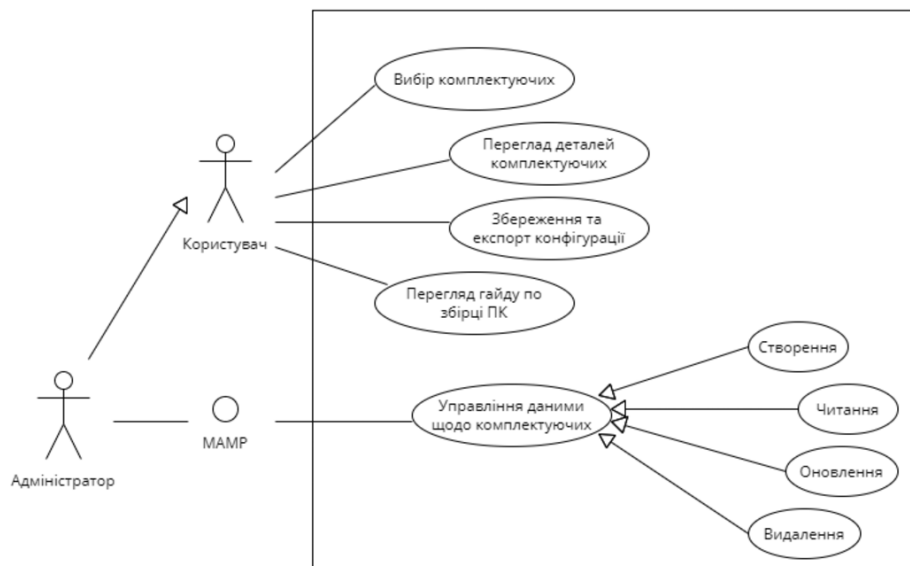 Вибір комплектуючих
Переглад деталей
комплектуючих
Збереження та
експорт конфігурації
Користувач
Перегляд гайду по
збірці ПК
Створення
Управління даними
щодо комплектуючих
Читання
МАМР
Адміністратор
Оновлення
Видалення